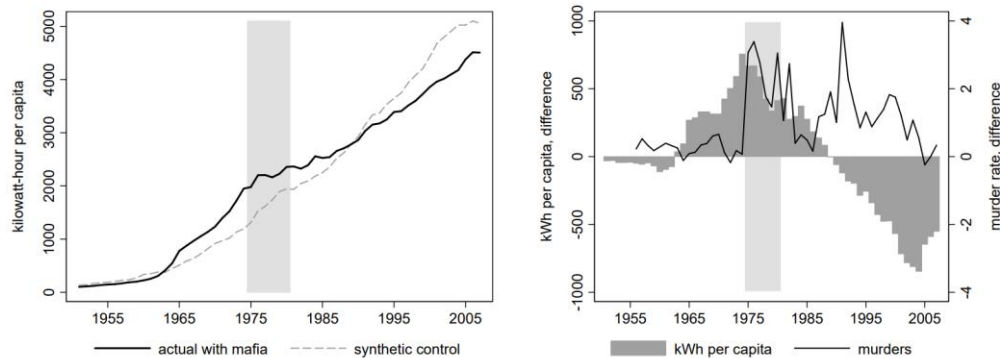 kilowatt-hour per capita
5000
4000
3000
2000
1000
0
1955 1965 1975 1985 1995 2005
actual with mafia synthetic control
kWh per capita, difference
1000
500
0
-500
-1000
murder rate, difference
4
2
0
-2
-4
1955 1965 1975 1985 1995 2005
kWh per capita murders